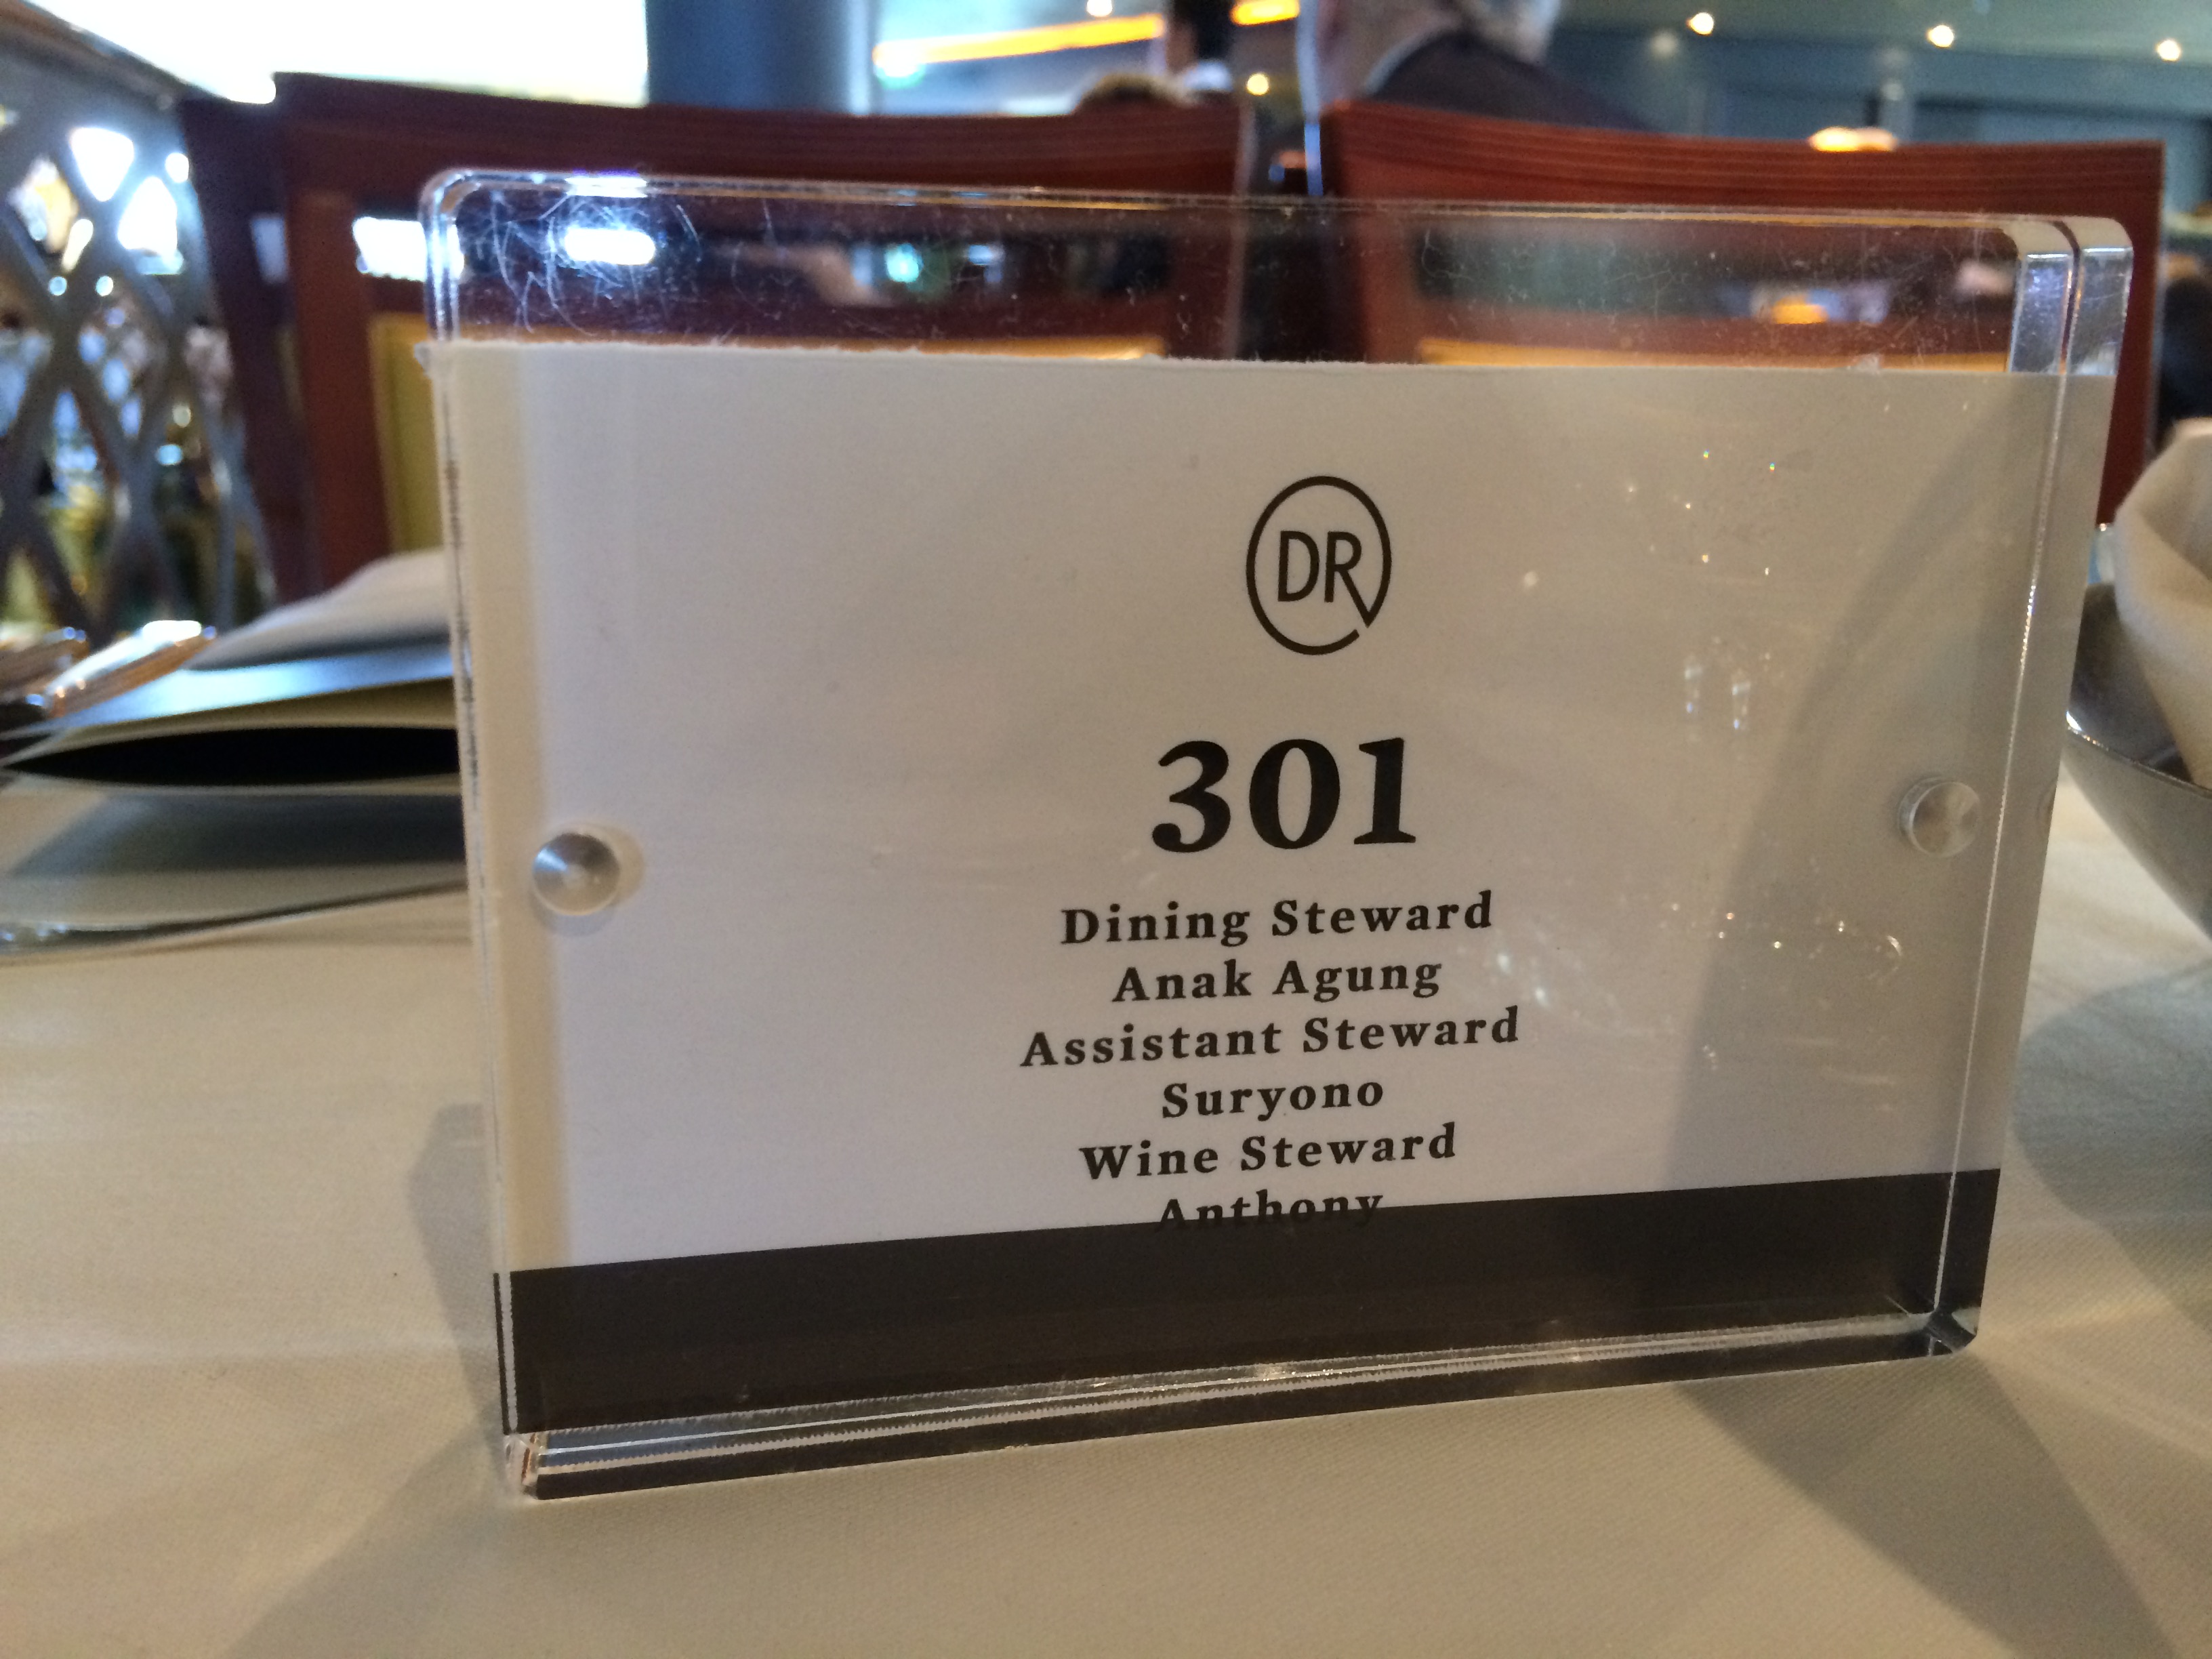 DR
301
Dining Steward
Anak Agung
Assistant Steward
Suryono
Wine Steward
Anthony